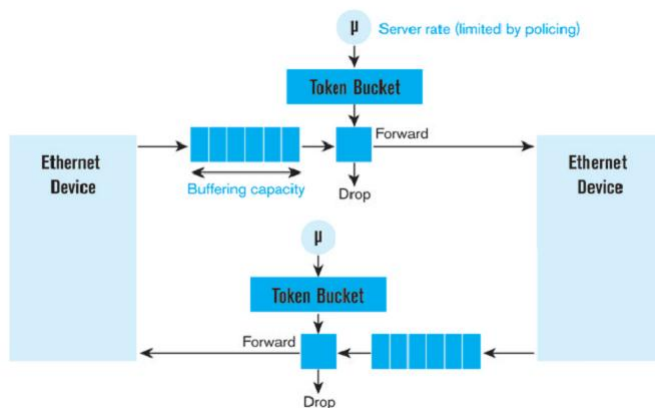 μ
Server rate (limited by policing)
Token Bucket
Forward
Ethernet
Device
Ethernet
Device
Buffering capacity
Drop
μ
Token Bucket
Forward
Drop